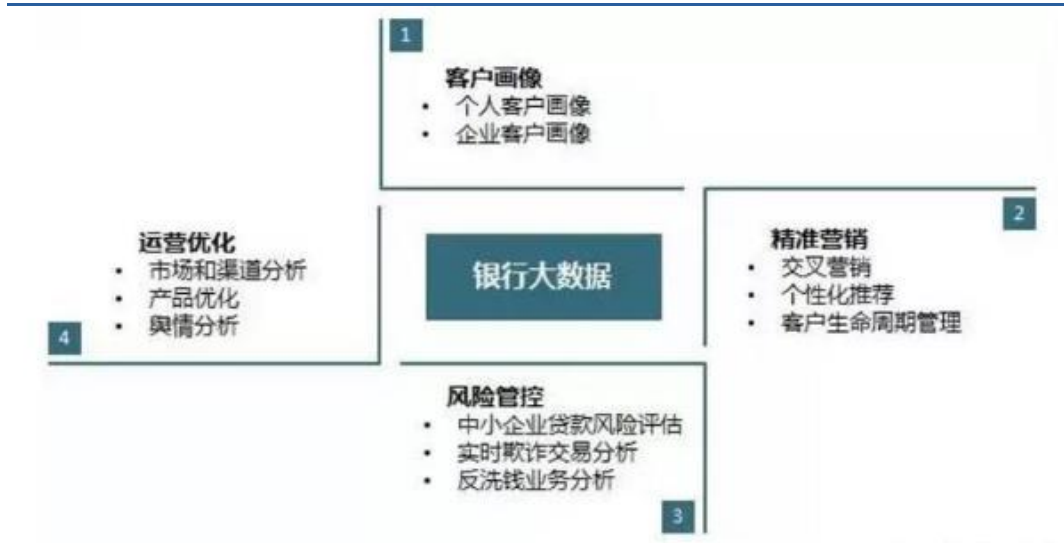 1
客户画像
• 个人客户画像
• 企业客户画像
2
精准营销
• 交叉营销
• 个性化推荐
• 客户生命周期管理
银行大数据
运营优化
• 市场和渠道分析
• 产品优化
• 舆情分析
4
风险管控
• 中小企业贷款风险评估
• 实时欺诈交易分析
• 反洗钱业务分析
3